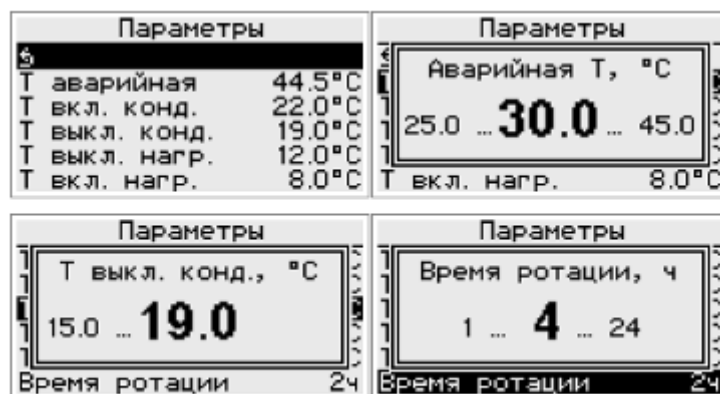 Параметры
Т аварийная 44.5°C
Т вкл. конд. 22.0°C
Т выкл. конд. 19.0°C
Т выкл. нагр. 12.0°C
Т вкл. нагр. 8.0°C
Параметры
Аварийная Т, °C
25.0 … 30.0 … 45.0
Т вкл. нагр. 8.0°C
Параметры
Т выкл. конд., °C
15.0 … 19.0
Время ротации 2ч
Параметры
Время ротации, ч
1 … 4 … 24
Время ротации 2ч